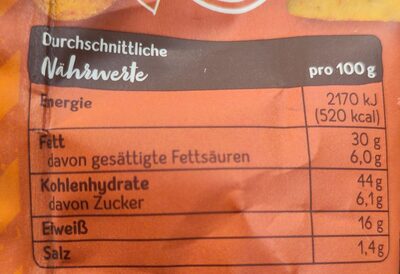 Durchschnittliche
Nährwerte pro 100 g
Energie 2170 kJ
(520 kcal)
Fett 30 g
davon gesättigte Fettsäuren 6,0 g
Kohlenhydrate 44 g
davon Zucker 6,1 g
Eiweiß 16 g
Salz 1,4 g